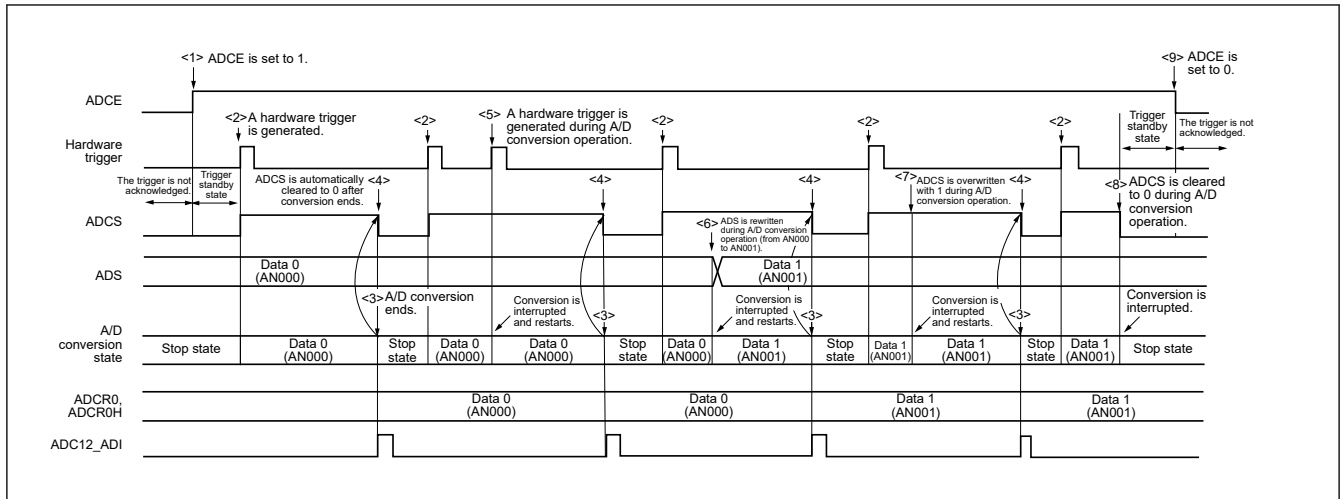 <1> ADCE is set to 1.
<9> ADCE is
set to 0.
ADCE
<2> A hardware trigger
is generated.
<2>
<5> A hardware trigger is
generated during A/D
conversion operation.
<2>
<2>
<2>
Trigger
standby
state
The trigger is not
acknowledged.
Hardware
trigger
The trigger is not
acknowledged.
Trigger
standby
state
ADCS is automatically
cleared to 0 after
conversion ends.
<4>
<4>
<4>
<7> ADCS is overwritten
with 1 during A/D
conversion operation.
<4>
<8> ADCS is cleared
to 0 during A/D
conversion
operation.
ADCS
<6> ADS is rewritten
during A/D conversion
operation (from AN000
to AN001).
ADS
Data 0
(AN000)
Data 1
(AN001)
<3> A/D conversion
ends.
Conversion is
interrupted
and restarts.
<3>
Conversion is
interrupted
and restarts.
<3>
Conversion is
interrupted
and restarts.
<3>
Conversion is
interrupted.
A/D
conversion
state
Stop state
Data 0
(AN000)
Stop
state
Data 0
(AN000)
Data 0
(AN000)
Stop
state
Data 0
(AN000)
Data 1
(AN001)
Stop
state
Data 1
(AN001)
Data 1
(AN001)
Stop
state
Data 1
(AN001)
Stop state
ADCR0,
ADCR0H
Data 0
(AN000)
Data 0
(AN000)
Data 1
(AN001)
Data 1
(AN001)
ADC12_ADI